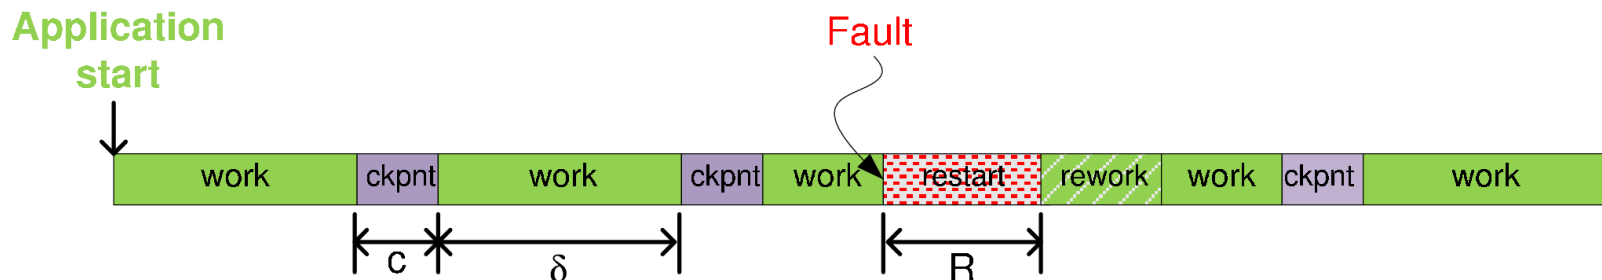 Application
start
Fault
work ckpnt work ckpnt work restart rework work ckpnt work
c δ R